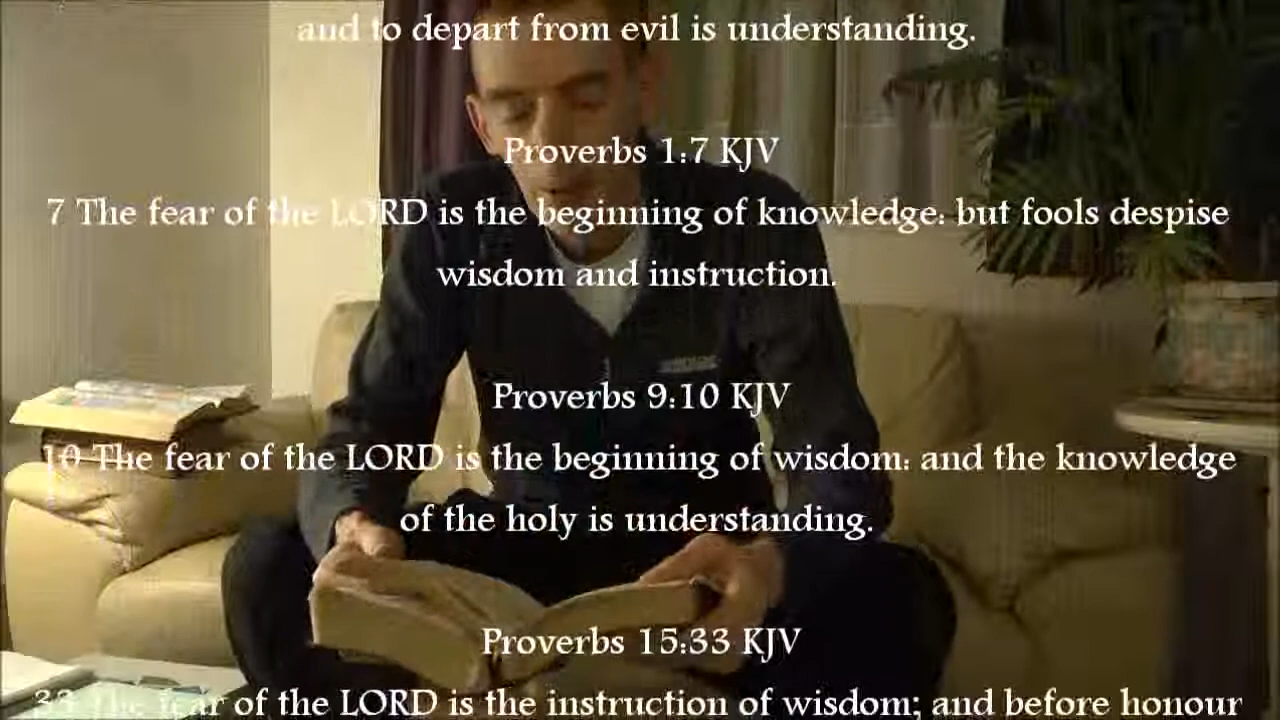 and to depart from evil is understanding.
Proverbs 1:7 KJV
7 The fear of the LORD is the beginning of knowledge: but fools despise
wisdom and instruction.
Proverbs 9:10 KJV
10 The fear of the LORD is the beginning of wisdom: and the knowledge
of the holy is understanding.
Proverbs 15:33 KJV
33 The fear of the LORD is the instruction of wisdom; and before honour